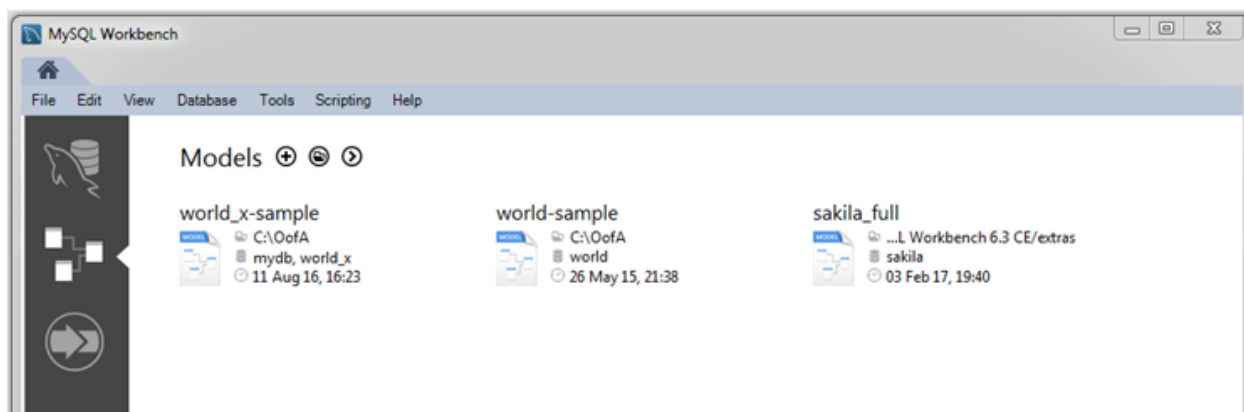 MySQL Workbench
File Edit View Database Tools Scripting Help
Models
world_x-sample
MODEL
C:\OofA
mydb, world_x
11 Aug 16, 16:23
world-sample
MODEL
C:\OofA
world
26 May 15, 21:38
sakila_full
MODEL
...L Workbench 6.3 CE/extras
sakila
03 Feb 17, 19:40